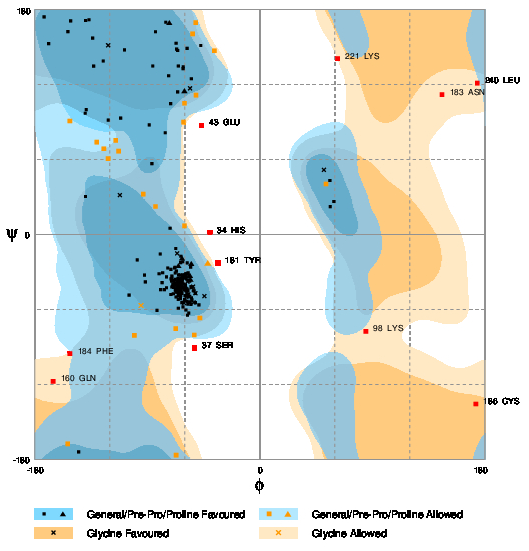 180
221 LYS
240 LEU
183 ASN
43 GLU
34 HIS
Ψ 0
181 TYR
98 LYS
37 SER
184 PHE
160 GLN
186 CYS
-180
-180 0 180
Φ
General/Pre-Pro/Proline Favoured General/Pre-Pro/Proline Allowed
Glycine Favoured Glycine Allowed